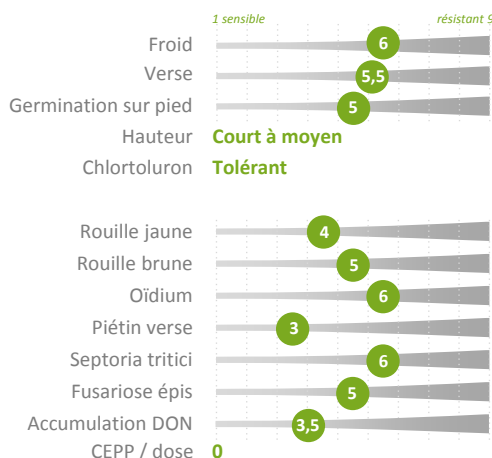 1 sensible résistant 9
Froid 6
Verse 5,5
Germination sur pied 5
Hauteur Court à moyen
Chlortoluron Tolérant
Rouille jaune 4
Rouille brune 5
Oïdium 6
Piétin verse 3
Septoria tritici 6
Fusariose épis 5
Accumulation DON 3,5
CEPP / dose 0